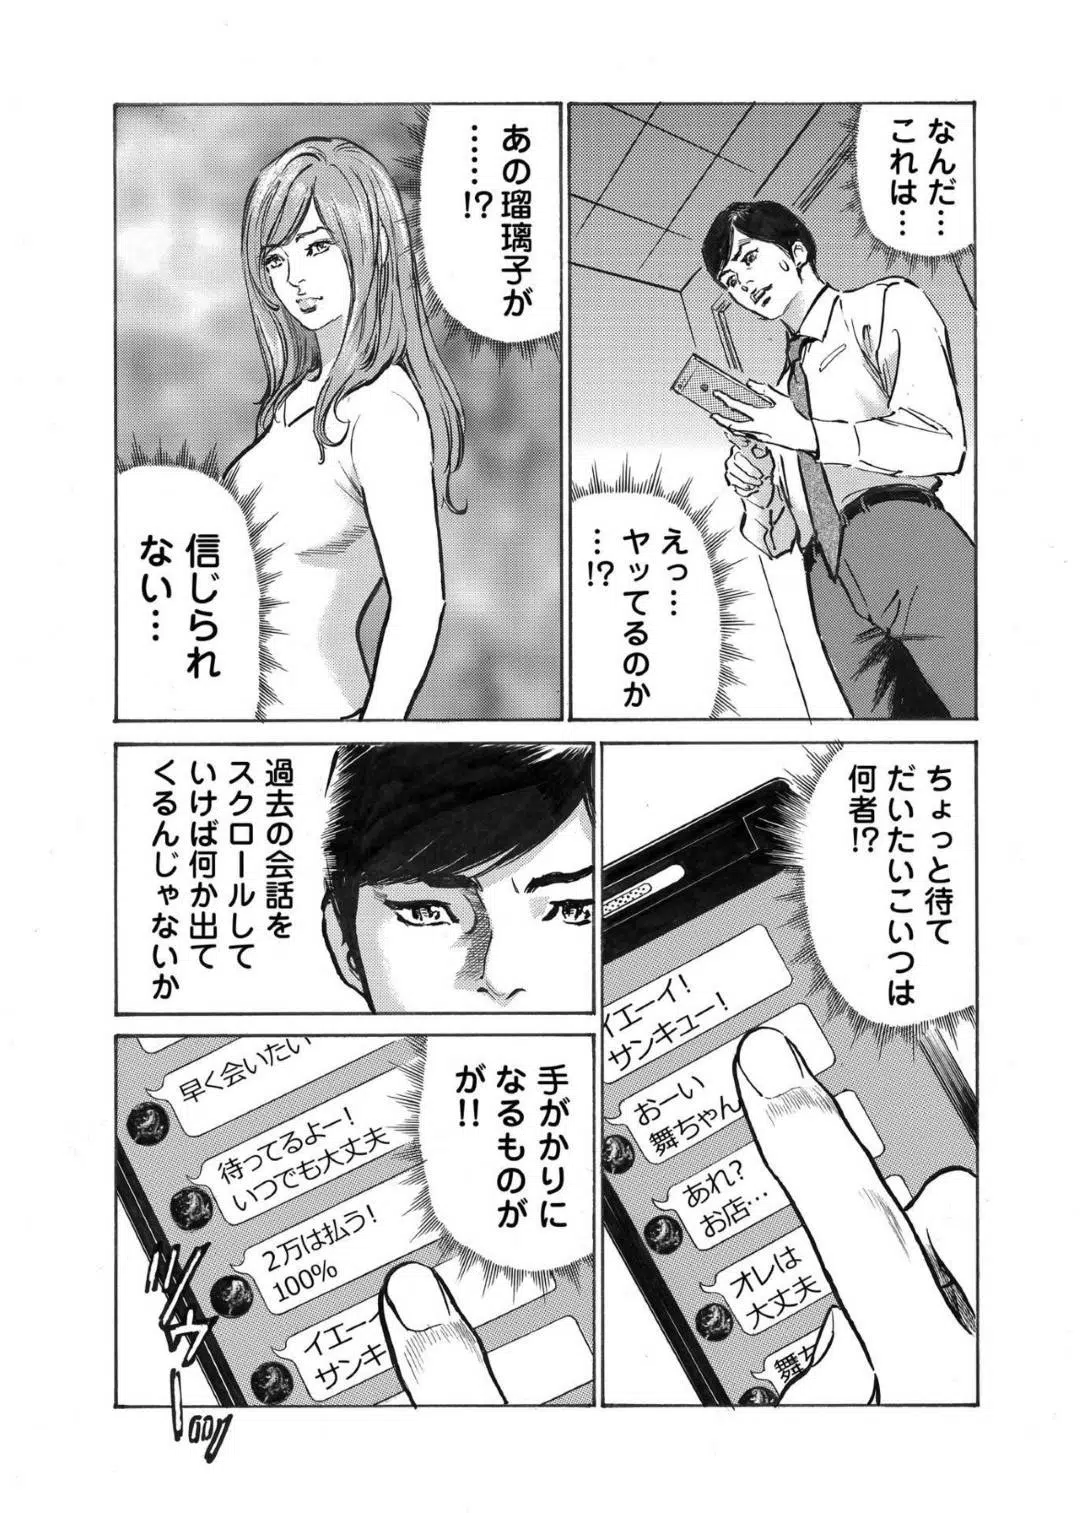 なんだ…
これは…
えっ…
ヤッてるのか
…!?
あの瑠璃子が
……!?
信じられ
ない…
ちょっと待て
だいたいこいつは
何者!?
イエーイ!
サンキュー!
おーい
舞ちゃん
あれ?
お店…
オレは
大丈夫
舞ち
過去の会話を
スクロールして
いけば何か出て
くるんじゃないか
手がかりに
なるものが
が!!
早く会いたい
待ってるよー!
いつでも大丈夫
2万は払う!
100%
イエーイ
サンキ